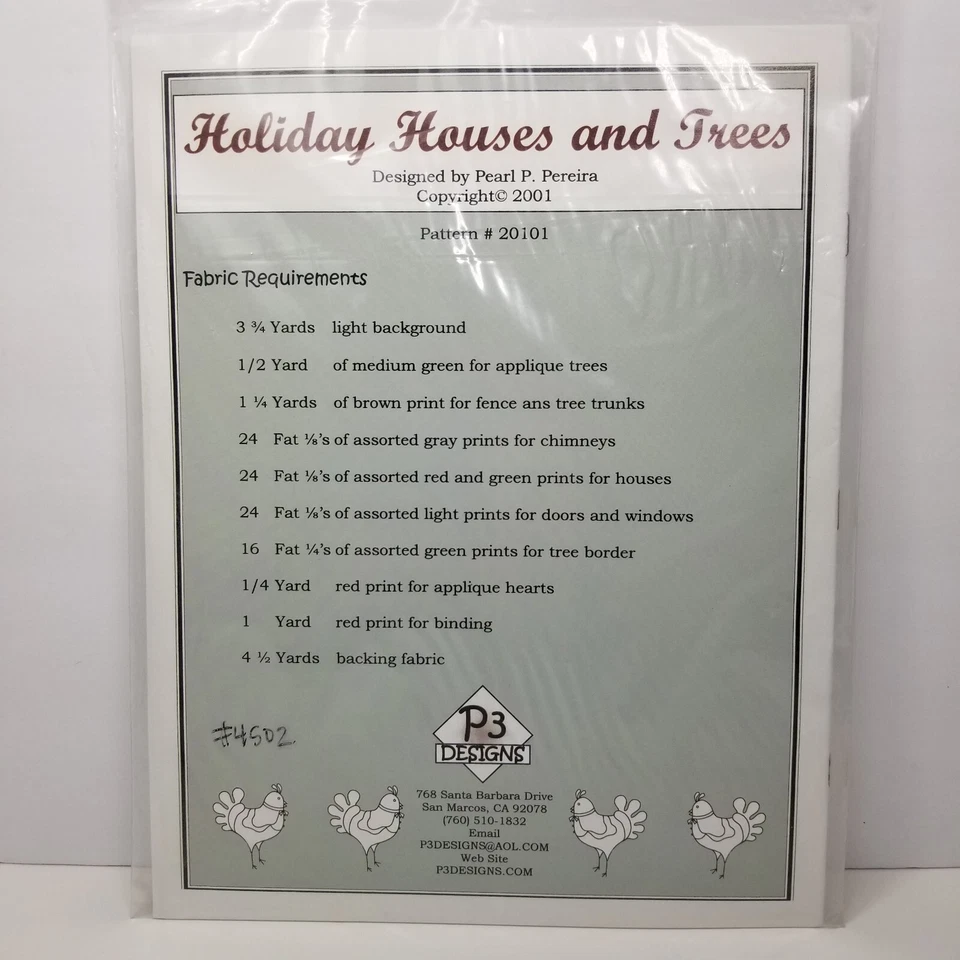 Holiday Houses and Trees
Designed by Pearl P. Pereira
Copyright© 2001
Pattern # 20101
Fabric Requirements
3 ¾ Yards light background
1/2 Yard of medium green for applique trees
1 ¼ Yards of brown print for fence ans tree trunks
24 Fat ⅛'s of assorted gray prints for chimneys
24 Fat ⅛'s of assorted red and green prints for houses
24 Fat ⅛'s of assorted light prints for doors and windows
16 Fat ¼'s of assorted green prints for tree border
1/4 Yard red print for applique hearts
1 Yard red print for binding
4 ½ Yards backing fabric
#4502
P3
DESIGNS
768 Santa Barbara Drive
San Marcos, CA 92078
(760) 510-1832
Email
P3DESIGNS@AOL.COM
Web Site
P3DESIGNS.COM